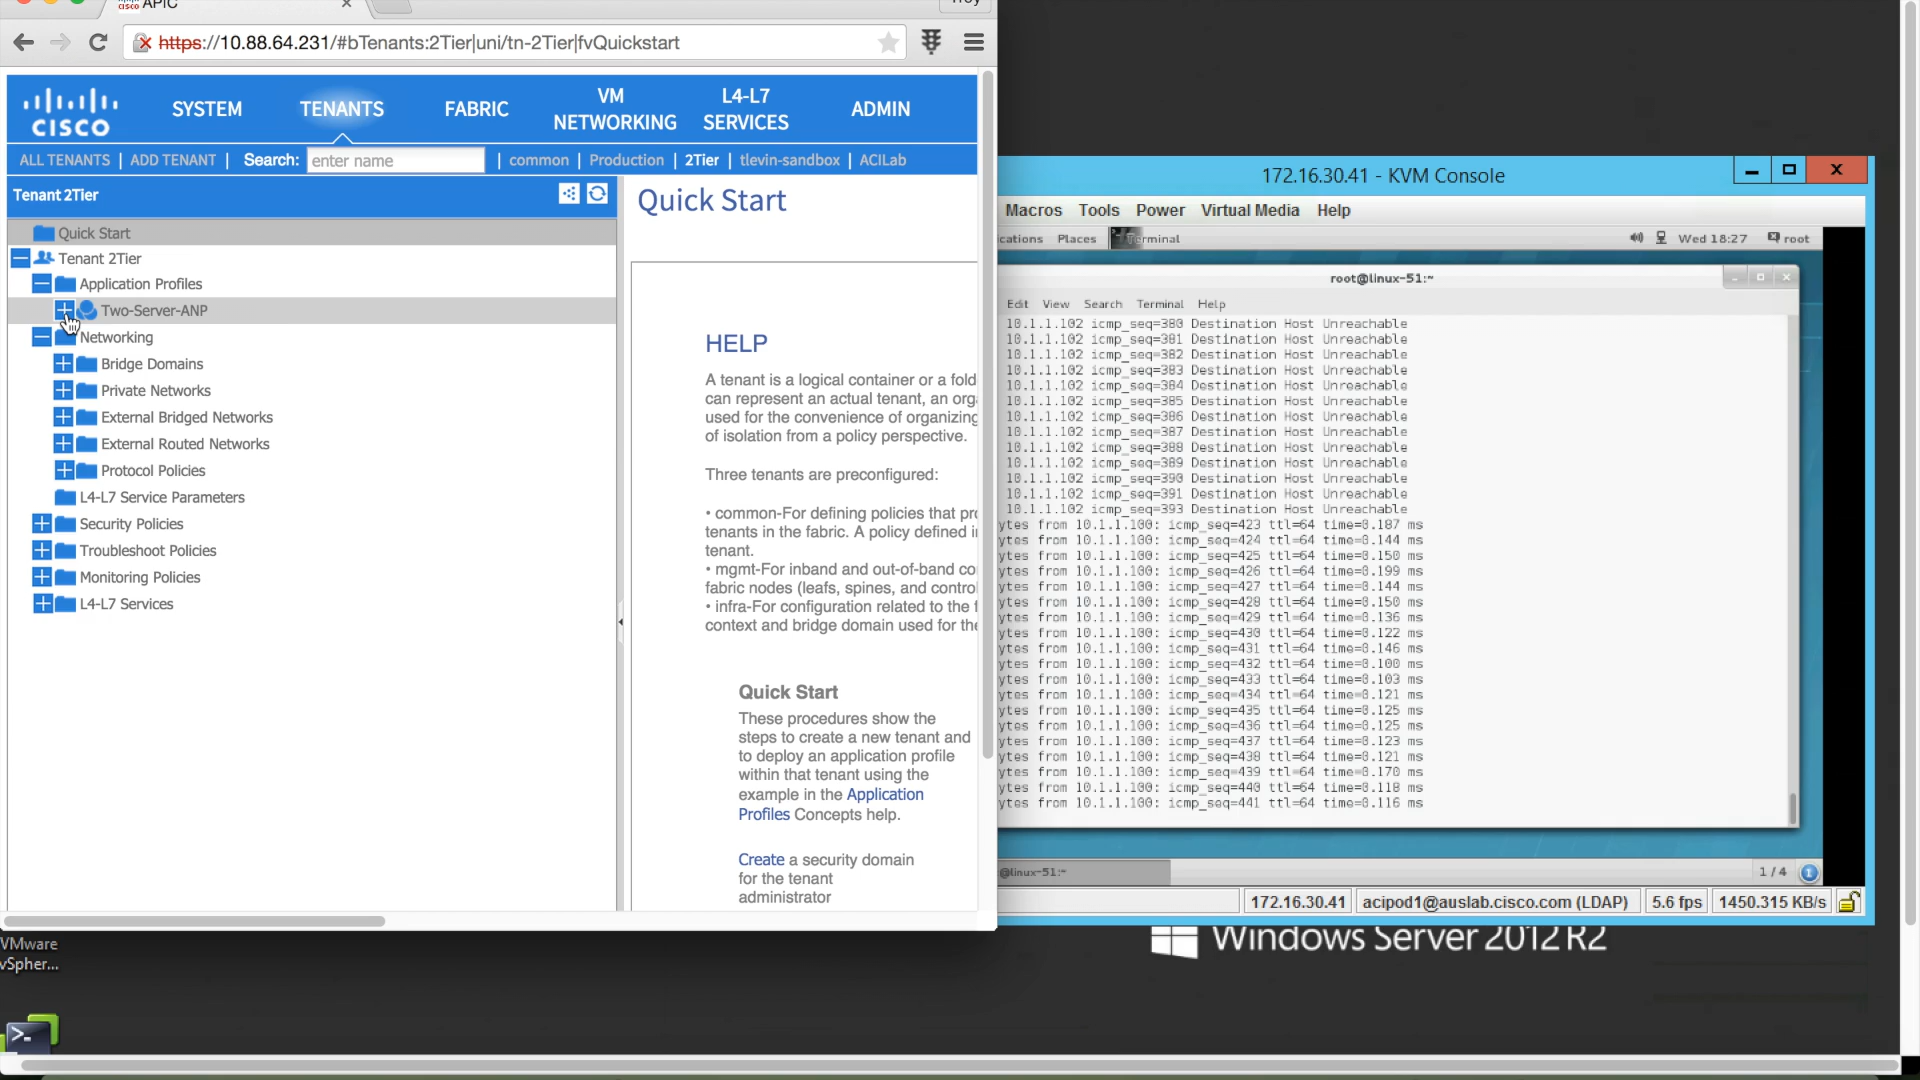 APIC
https://10.88.64.231/#bTenants:2Tier|uni/tn-2Tier|fvQuickstart
CISCO
SYSTEM
TENANTS
FABRIC
VM NETWORKING
L4-L7 SERVICES
ADMIN
ALL TENANTS | ADD TENANT | Search: enter name | common | Production | 2Tier | tlevin-sandbox | ACILab
Tenant 2Tier
Quick Start
Tenant 2Tier
Application Profiles
Two-Server-ANP
Networking
Bridge Domains
Private Networks
External Bridged Networks
External Routed Networks
Protocol Policies
L4-L7 Service Parameters
Security Policies
Troubleshoot Policies
Monitoring Policies
L4-L7 Services
Quick Start
HELP
A tenant is a logical container or a fold
can represent an actual tenant, an org
used for the convenience of organizing
of isolation from a policy perspective.
Three tenants are preconfigured:
• common-For defining policies that pro
tenants in the fabric. A policy defined i
tenant.
• mgmt-For inband and out-of-band co
fabric nodes (leafs, spines, and contro
• infra-For configuration related to the f
context and bridge domain used for the
Quick Start
These procedures show the
steps to create a new tenant and
to deploy an application profile
within that tenant using the
example in the Application
Profiles Concepts help.
Create a security domain
for the tenant
administrator
172.16.30.41 - KVM Console
Macros Tools Power Virtual Media Help
cations Places Terminal Wed 18:27 root
root@linux-51:~
Edit View Search Terminal Help
10.1.1.102 icmp_seq=380 Destination Host Unreachable
10.1.1.102 icmp_seq=381 Destination Host Unreachable
10.1.1.102 icmp_seq=382 Destination Host Unreachable
10.1.1.102 icmp_seq=383 Destination Host Unreachable
10.1.1.102 icmp_seq=384 Destination Host Unreachable
10.1.1.102 icmp_seq=385 Destination Host Unreachable
10.1.1.102 icmp_seq=386 Destination Host Unreachable
10.1.1.102 icmp_seq=387 Destination Host Unreachable
10.1.1.102 icmp_seq=388 Destination Host Unreachable
10.1.1.102 icmp_seq=389 Destination Host Unreachable
10.1.1.102 icmp_seq=390 Destination Host Unreachable
10.1.1.102 icmp_seq=391 Destination Host Unreachable
10.1.1.102 icmp_seq=393 Destination Host Unreachable
ytes from 10.1.1.100: icmp_seq=423 ttl=64 time=0.187 ms
ytes from 10.1.1.100: icmp_seq=424 ttl=64 time=0.144 ms
ytes from 10.1.1.100: icmp_seq=425 ttl=64 time=0.150 ms
ytes from 10.1.1.100: icmp_seq=426 ttl=64 time=0.199 ms
ytes from 10.1.1.100: icmp_seq=427 ttl=64 time=0.144 ms
ytes from 10.1.1.100: icmp_seq=428 ttl=64 time=0.150 ms
ytes from 10.1.1.100: icmp_seq=429 ttl=64 time=0.136 ms
ytes from 10.1.1.100: icmp_seq=430 ttl=64 time=0.122 ms
ytes from 10.1.1.100: icmp_seq=431 ttl=64 time=0.146 ms
ytes from 10.1.1.100: icmp_seq=432 ttl=64 time=0.100 ms
ytes from 10.1.1.100: icmp_seq=433 ttl=64 time=0.103 ms
ytes from 10.1.1.100: icmp_seq=434 ttl=64 time=0.121 ms
ytes from 10.1.1.100: icmp_seq=435 ttl=64 time=0.125 ms
ytes from 10.1.1.100: icmp_seq=436 ttl=64 time=0.125 ms
ytes from 10.1.1.100: icmp_seq=437 ttl=64 time=0.123 ms
ytes from 10.1.1.100: icmp_seq=438 ttl=64 time=0.121 ms
ytes from 10.1.1.100: icmp_seq=439 ttl=64 time=0.170 ms
ytes from 10.1.1.100: icmp_seq=440 ttl=64 time=0.118 ms
ytes from 10.1.1.100: icmp_seq=441 ttl=64 time=0.116 ms
@linux-51:~ 1 / 4 1
172.16.30.41 acipod1@auslab.cisco.com (LDAP) 5.6 fps 1450.315 KB/s
Windows Server 2012 R2
VMware
vSpher...